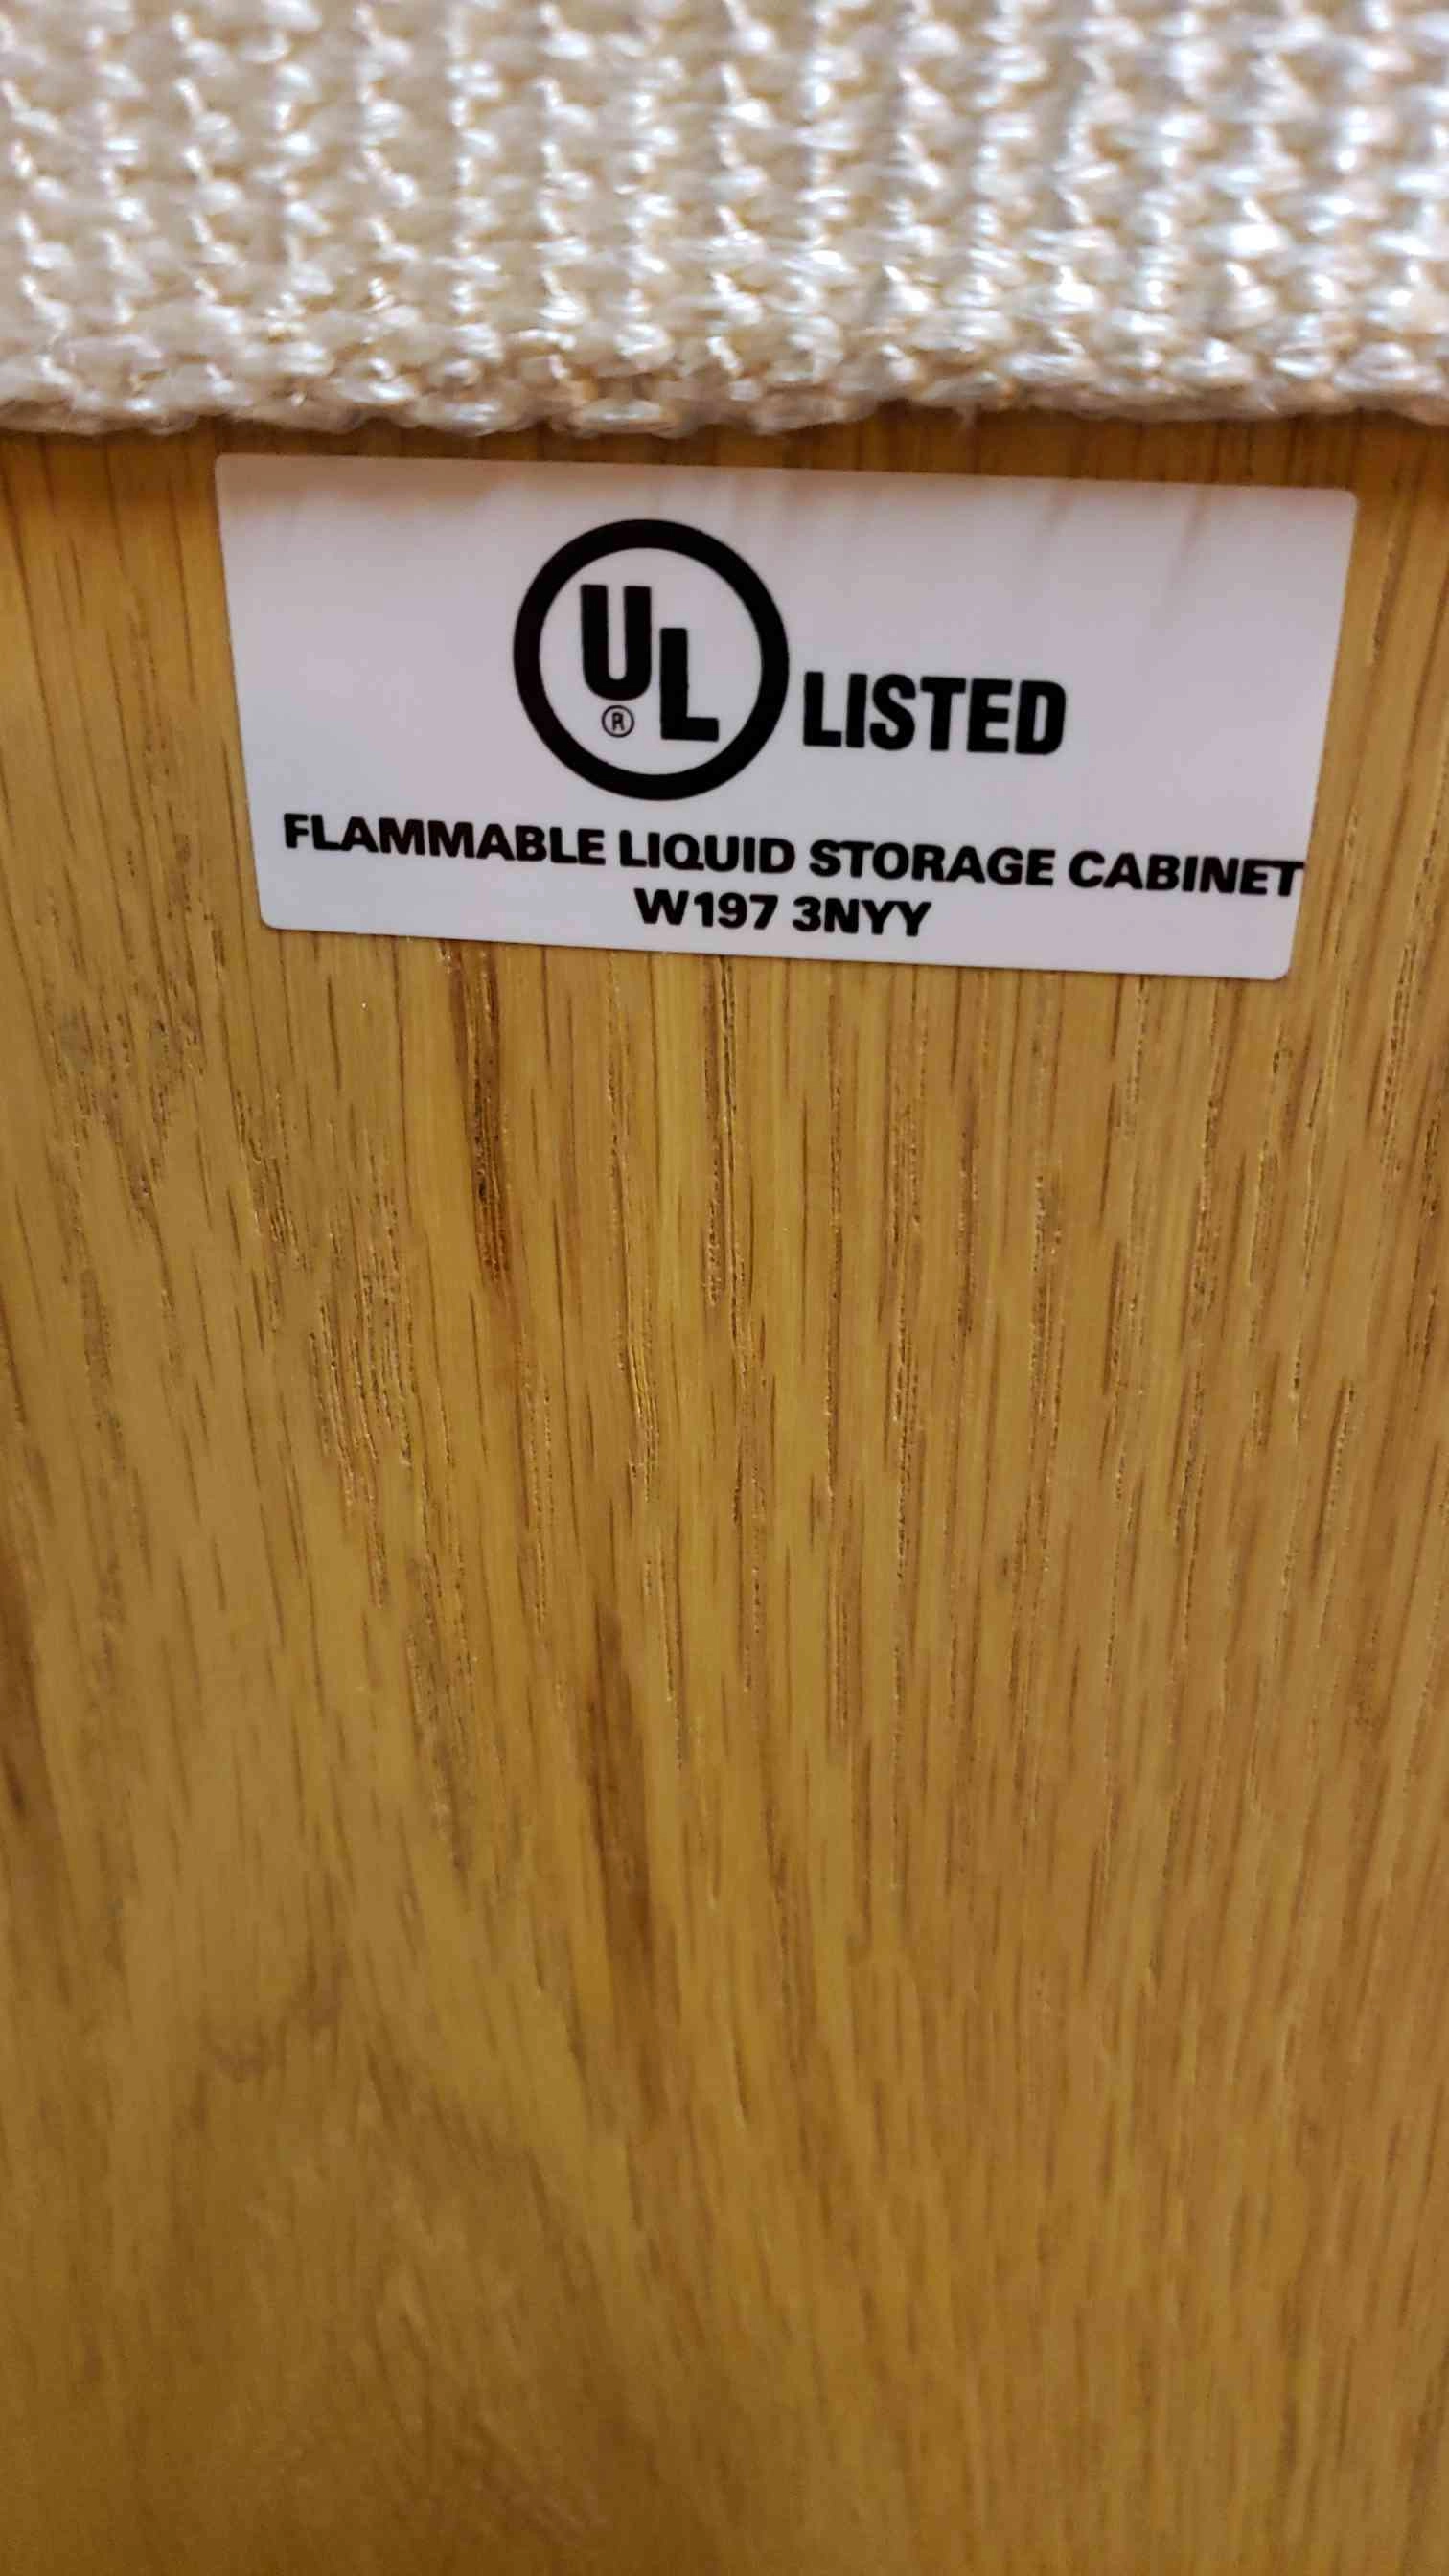 UL® LISTED
FLAMMABLE LIQUID STORAGE CABINET
W197 3NYY